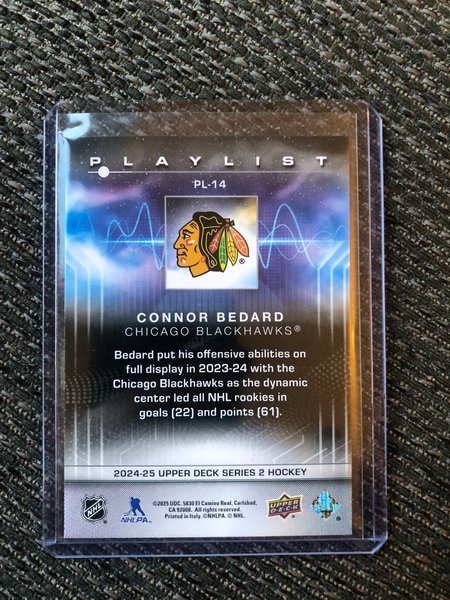 PLAYLIST
PL-14
CONNOR BEDARD
CHICAGO BLACKHAWKS®
Bedard put his offensive abilities on
full display in 2023-24 with the
Chicago Blackhawks as the dynamic
center led all NHL rookies in
goals (22) and points (61).
2024-25 UPPER DECK SERIES 2 HOCKEY
©2025 UDC. 5830 El Camino Real, Carlsbad,
CA 92008. All rights reserved.
Printed in Italy. ©NHLPA. © NHL.
NHL
NHLPA
UPPER DECK
®